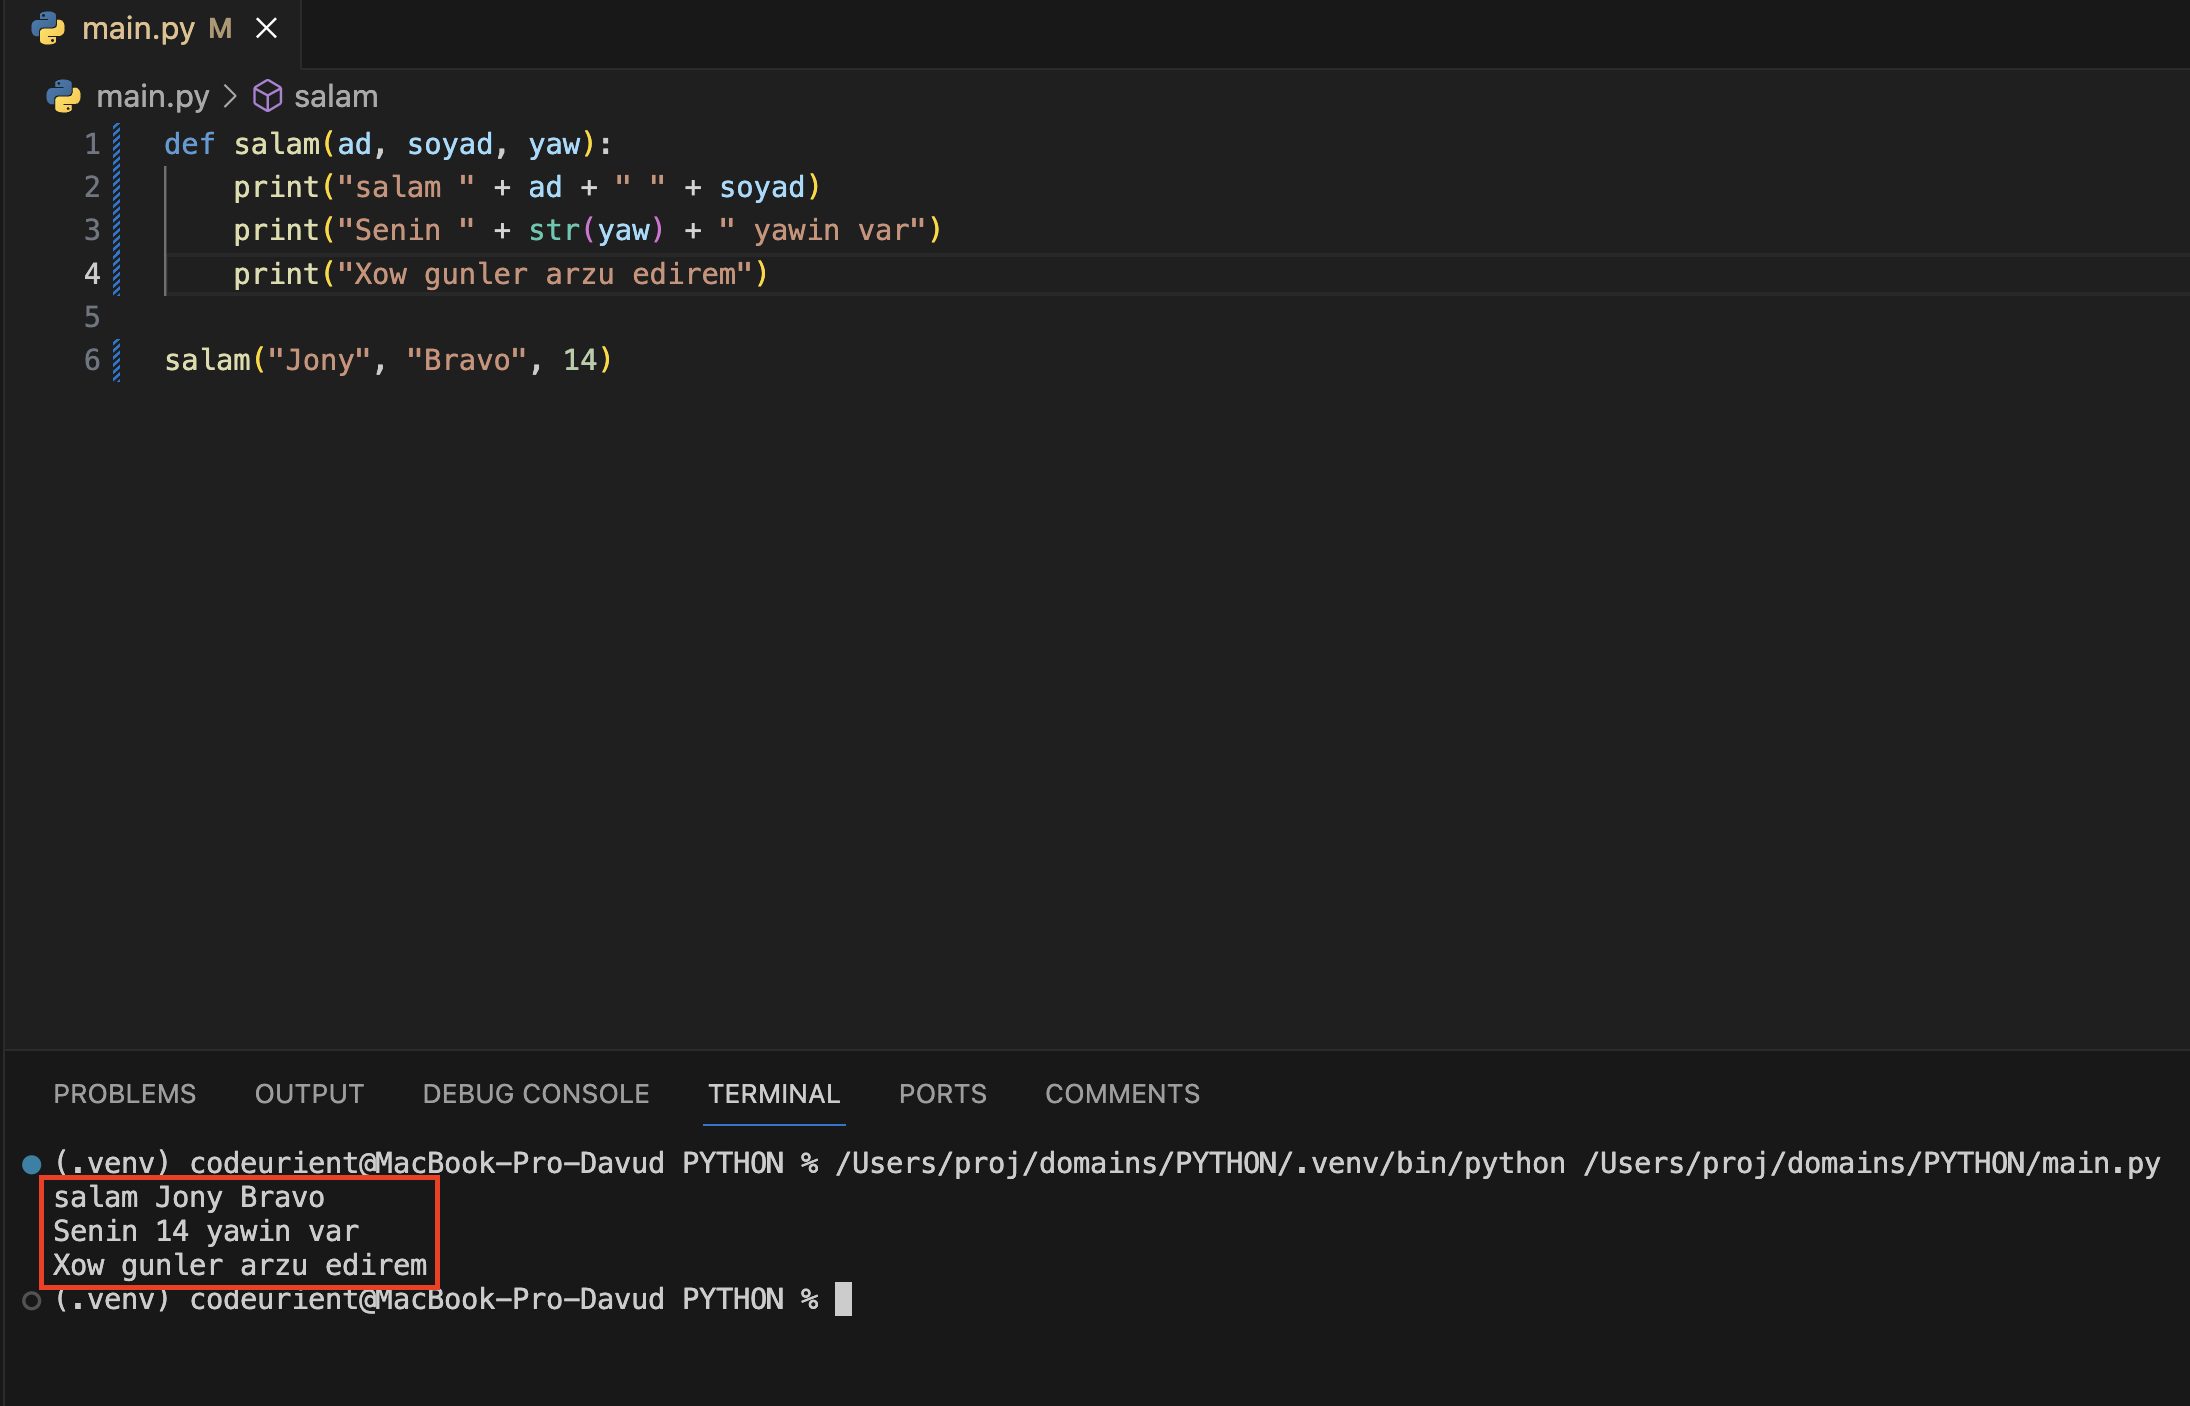 main.py M
main.py > salam
1 def salam(ad, soyad, yaw):
2     print("salam " + ad + " " + soyad)
3     print("Senin " + str(yaw) + " yawin var")
4     print("Xow gunler arzu edirem")
5
6 salam("Jony", "Bravo", 14)
PROBLEMS OUTPUT DEBUG CONSOLE TERMINAL PORTS COMMENTS
(.venv) codeurient@MacBook-Pro-Davud PYTHON % /Users/proj/domains/PYTHON/.venv/bin/python /Users/proj/domains/PYTHON/main.py
salam Jony Bravo
Senin 14 yawin var
Xow gunler arzu edirem
(.venv) codeurient@MacBook-Pro-Davud PYTHON %